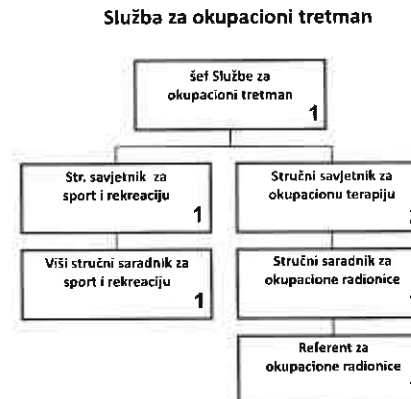 Služba za okupacioni tretman
šef Službe za
okupacioni tretman
1
Str. savjetnik za
sport i rekreaciju
1
Stručni savjetnik za
okupacionu terapiju
Viši stručni saradnik za
sport i rekreaciju
1
Stručni saradnik za
okupacione radionice
Referent za
okupacione radionice